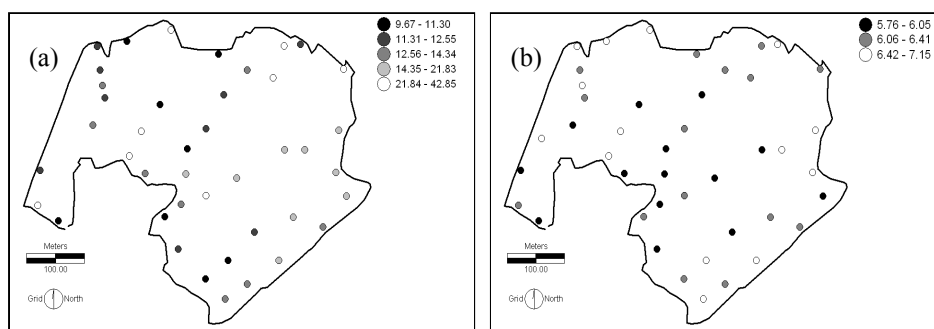 (a)
9.67 - 11.30
11.31 - 12.55
12.56 - 14.34
14.35 - 21.83
21.84 - 42.85
Meters
100.00
Grid North
(b)
5.76 - 6.05
6.06 - 6.41
6.42 - 7.15
Meters
100.00
Grid North